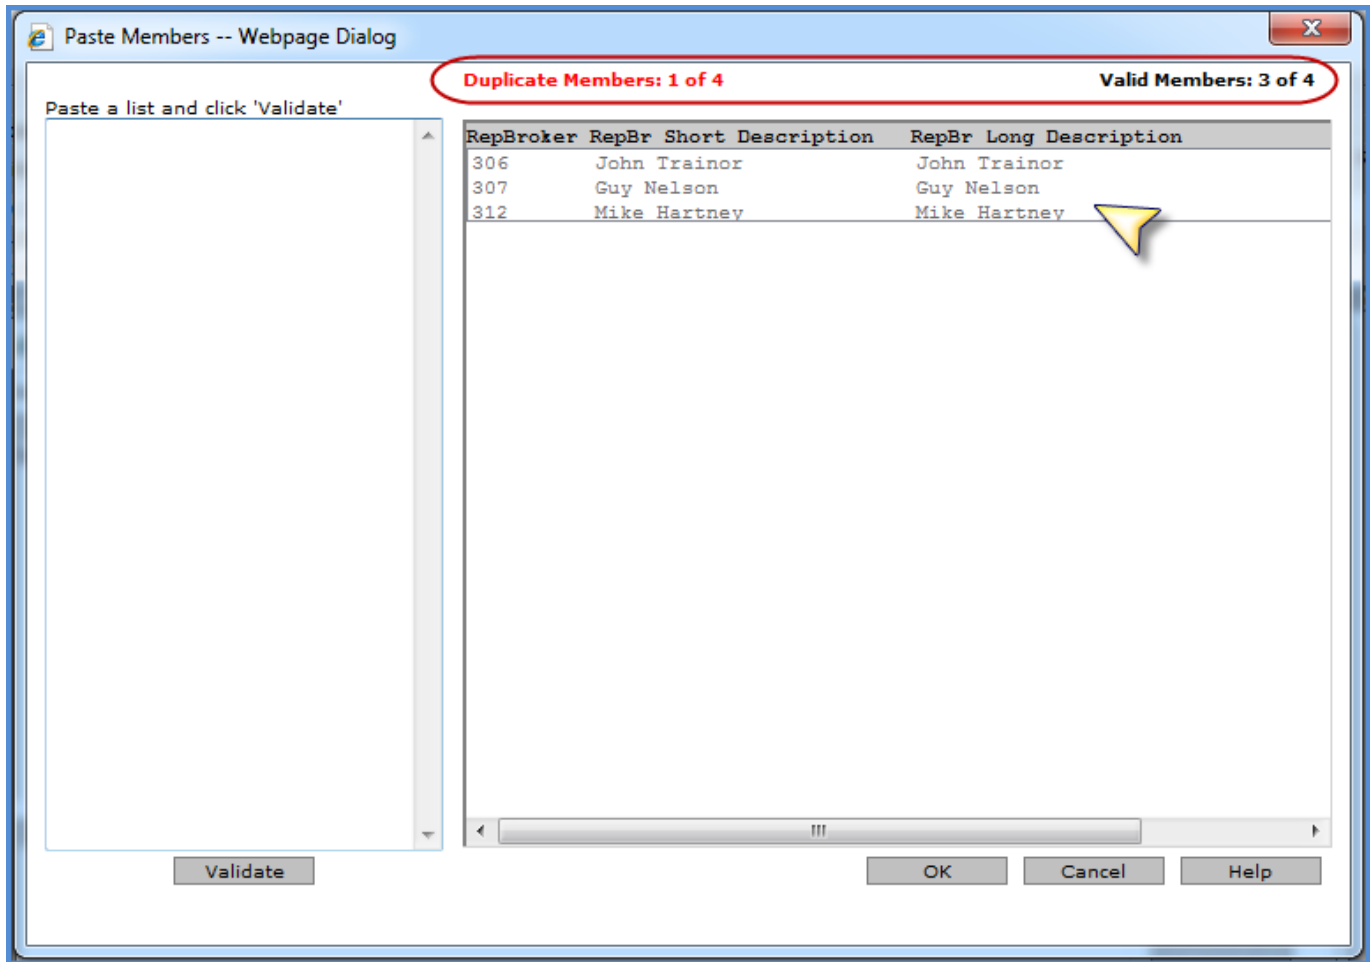 Paste Members -- Webpage Dialog
Duplicate Members: 1 of 4 Valid Members: 3 of 4
Paste a list and click 'Validate'
RepBroker RepBr Short Description RepBr Long Description
306 John Trainor John Trainor
307 Guy Nelson Guy Nelson
312 Mike Hartney Mike Hartney
Validate OK Cancel Help